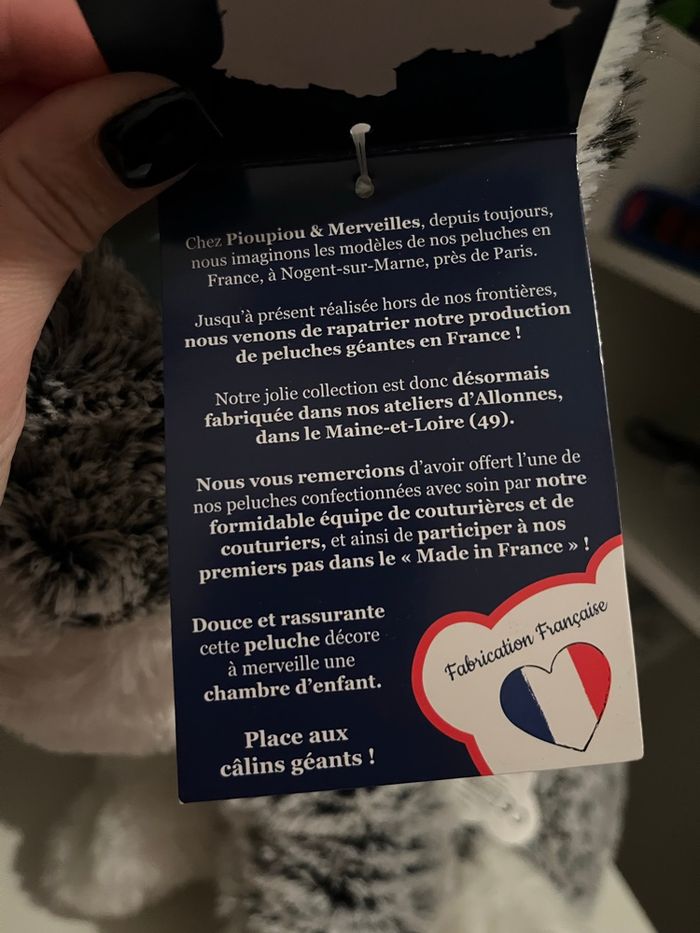 Chez Pioupiou & Merveilles, depuis toujours,
nous imaginons les modèles de nos peluches en
France, à Nogent-sur-Marne, près de Paris.
Jusqu'à présent réalisée hors de nos frontières,
nous venons de rapatrier notre production
de peluches géantes en France !
Notre jolie collection est donc désormais
fabriquée dans nos ateliers d'Allonnes,
dans le Maine-et-Loire (49).
Nous vous remercions d'avoir offert l'une de
nos peluches confectionnées avec soin par notre
formidable équipe de couturières et de
couturiers, et ainsi de participer à nos
premiers pas dans le « Made in France » !
Douce et rassurante
cette peluche décore
à merveille une
chambre d'enfant.
Place aux
câlins géants !
Fabrication Française